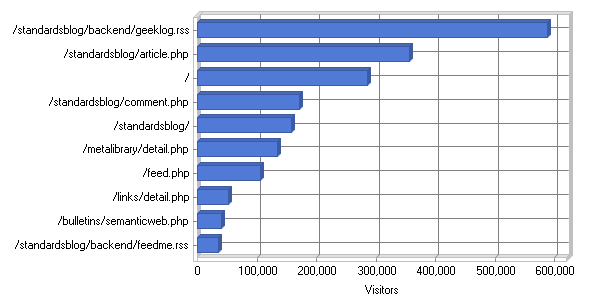 /standardsblog/backend/geeklog.rss
/standardsblog/article.php
/
/standardsblog/comment.php
/standardsblog/
/metalibrary/detail.php
/feed.php
/links/detail.php
/bulletins/semanticweb.php
/standardsblog/backend/feedme.rss
0 100,000 200,000 300,000 400,000 500,000 600,000
Visitors